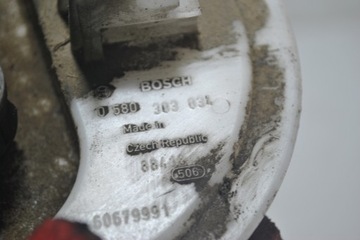 BOSCH
0 580 303 031
Made in
Czech Republic
506
60679991